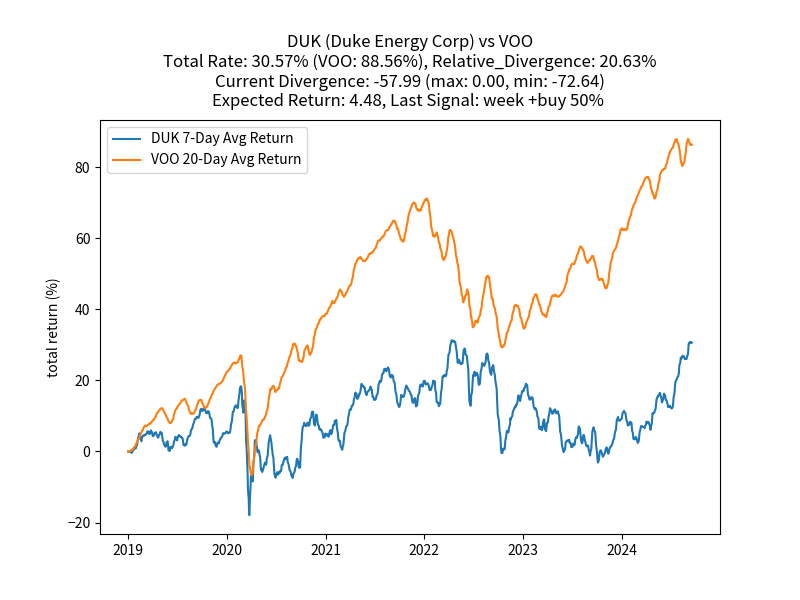 DUK (Duke Energy Corp) vs VOO
Total Rate: 30.57% (VOO: 88.56%), Relative_Divergence: 20.63%
Current Divergence: -57.99 (max: 0.00, min: -72.64)
Expected Return: 4.48, Last Signal: week +buy 50%
DUK 7-Day Avg Return
VOO 20-Day Avg Return
total return (%)
80
60
40
20
0
−20
2019
2020
2021
2022
2023
2024